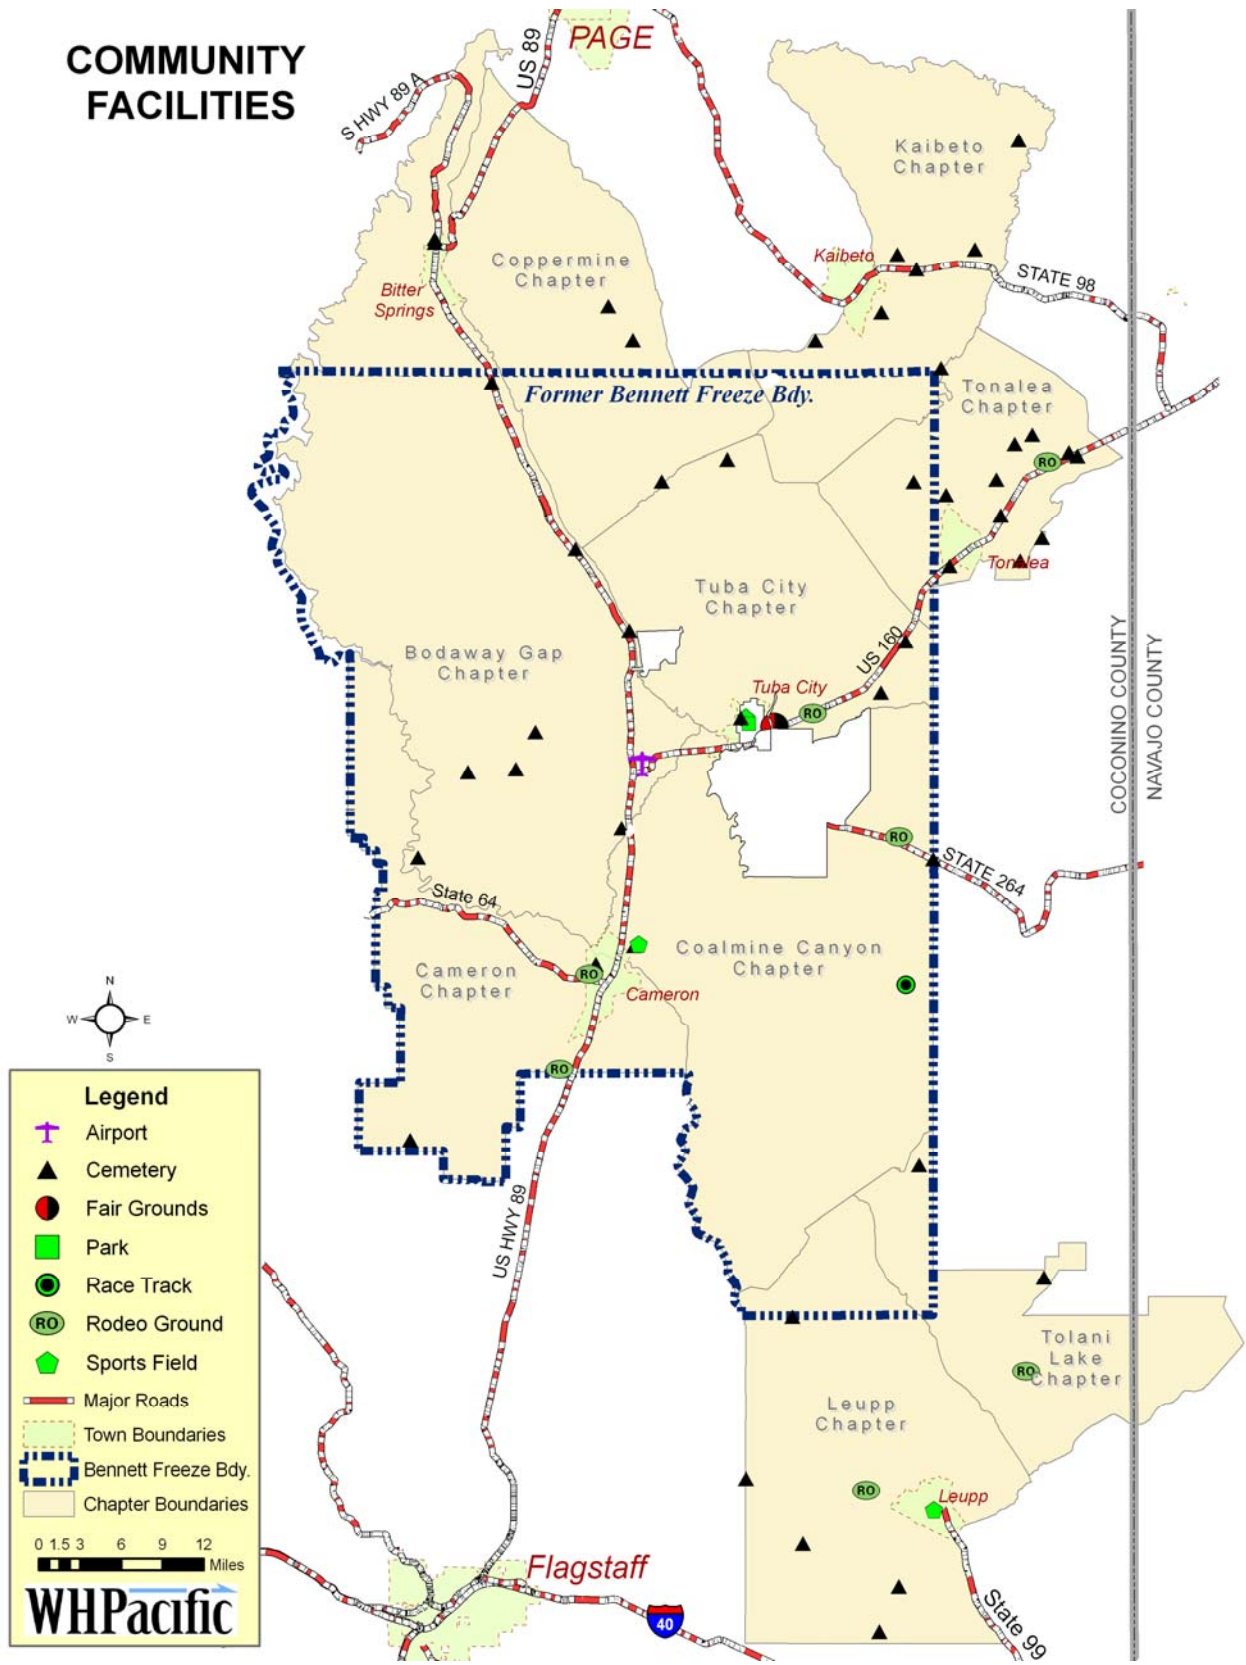 COMMUNITY
FACILITIES
PAGE
US 89
S HWY 89 A
Kaibeto
Chapter
Coppermine
Chapter
Kaibeto
STATE 98
Bitter
Springs
Former Bennett Freeze Bdy.
Tonalea
Chapter
RO
Tonalea
Tuba City
Chapter
US 160
Bodaway Gap
Chapter
Tuba City
RO
COCONINO COUNTY
NAVAJO COUNTY
RO
STATE 264
State 64
Coalmine Canyon
Chapter
Cameron
Chapter
RO
Cameron
N
W
E
S
RO
US HWY 89
Legend
Airport
Cemetery
Fair Grounds
Park
Race Track
RO
Rodeo Ground
Sports Field
Major Roads
Town Boundaries
Bennett Freeze Bdy.
Chapter Boundaries
0 1.5 3 6 9 12
Miles
WHPacific
Tolani
Lake
Chapter
RO
Leupp
Chapter
RO
Leupp
Flagstaff
40
State 99